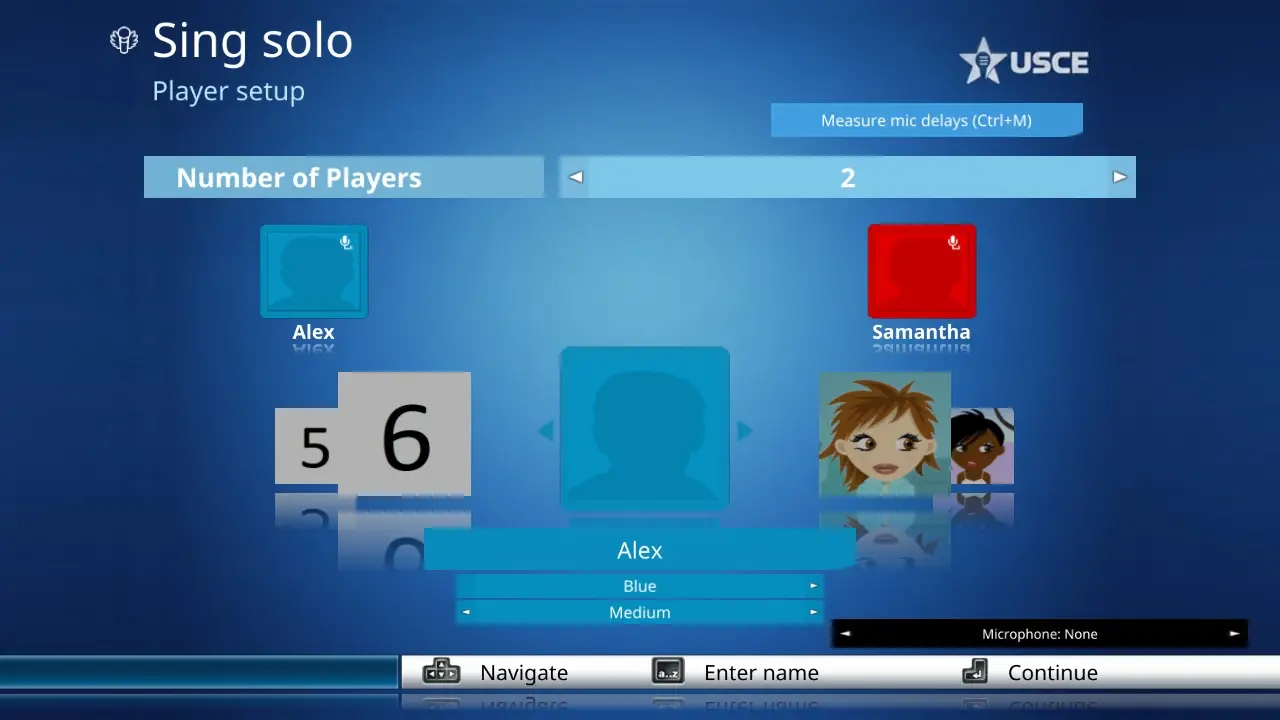 Sing solo
Player setup
USCE
Measure mic delays (Ctrl+M)
Number of Players
2
Alex
Samantha
5
6
Alex
Blue
Medium
Microphone: None
a..z
Navigate
Enter name
Continue